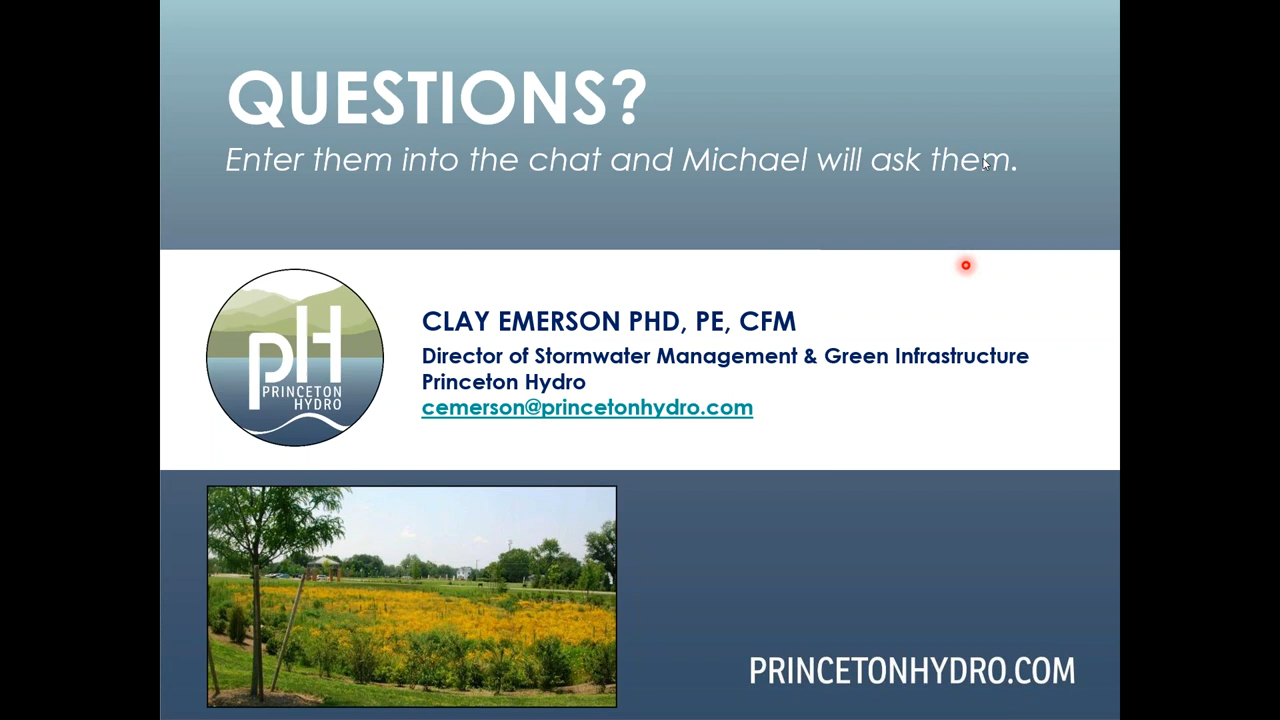 QUESTIONS?
Enter them into the chat and Michael will ask them.
pH
PRINCETON
HYDRO
CLAY EMERSON PHD, PE, CFM
Director of Stormwater Management & Green Infrastructure
Princeton Hydro
cemerson@princetonhydro.com
PRINCETONHYDRO.COM